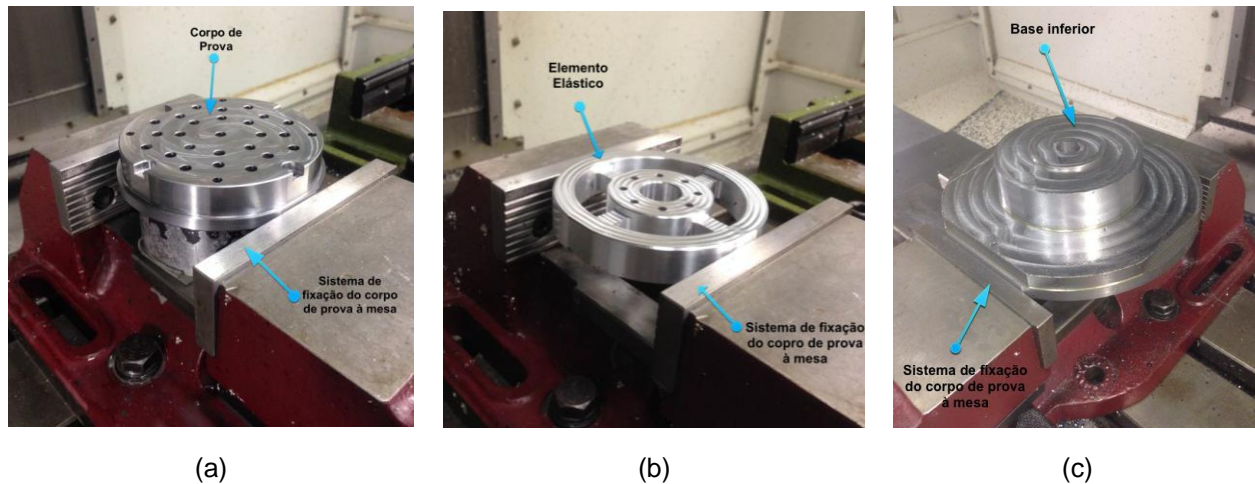 Corpo de
Prova
Sistema de
fixação do corpo
de prova à mesa
(a)
Elemento
Elástico
Sistema de fixação
do copro de prova
à mesa
(b)
Base inferior
Sistema de fixação
do corpo de prova
à mesa
(c)